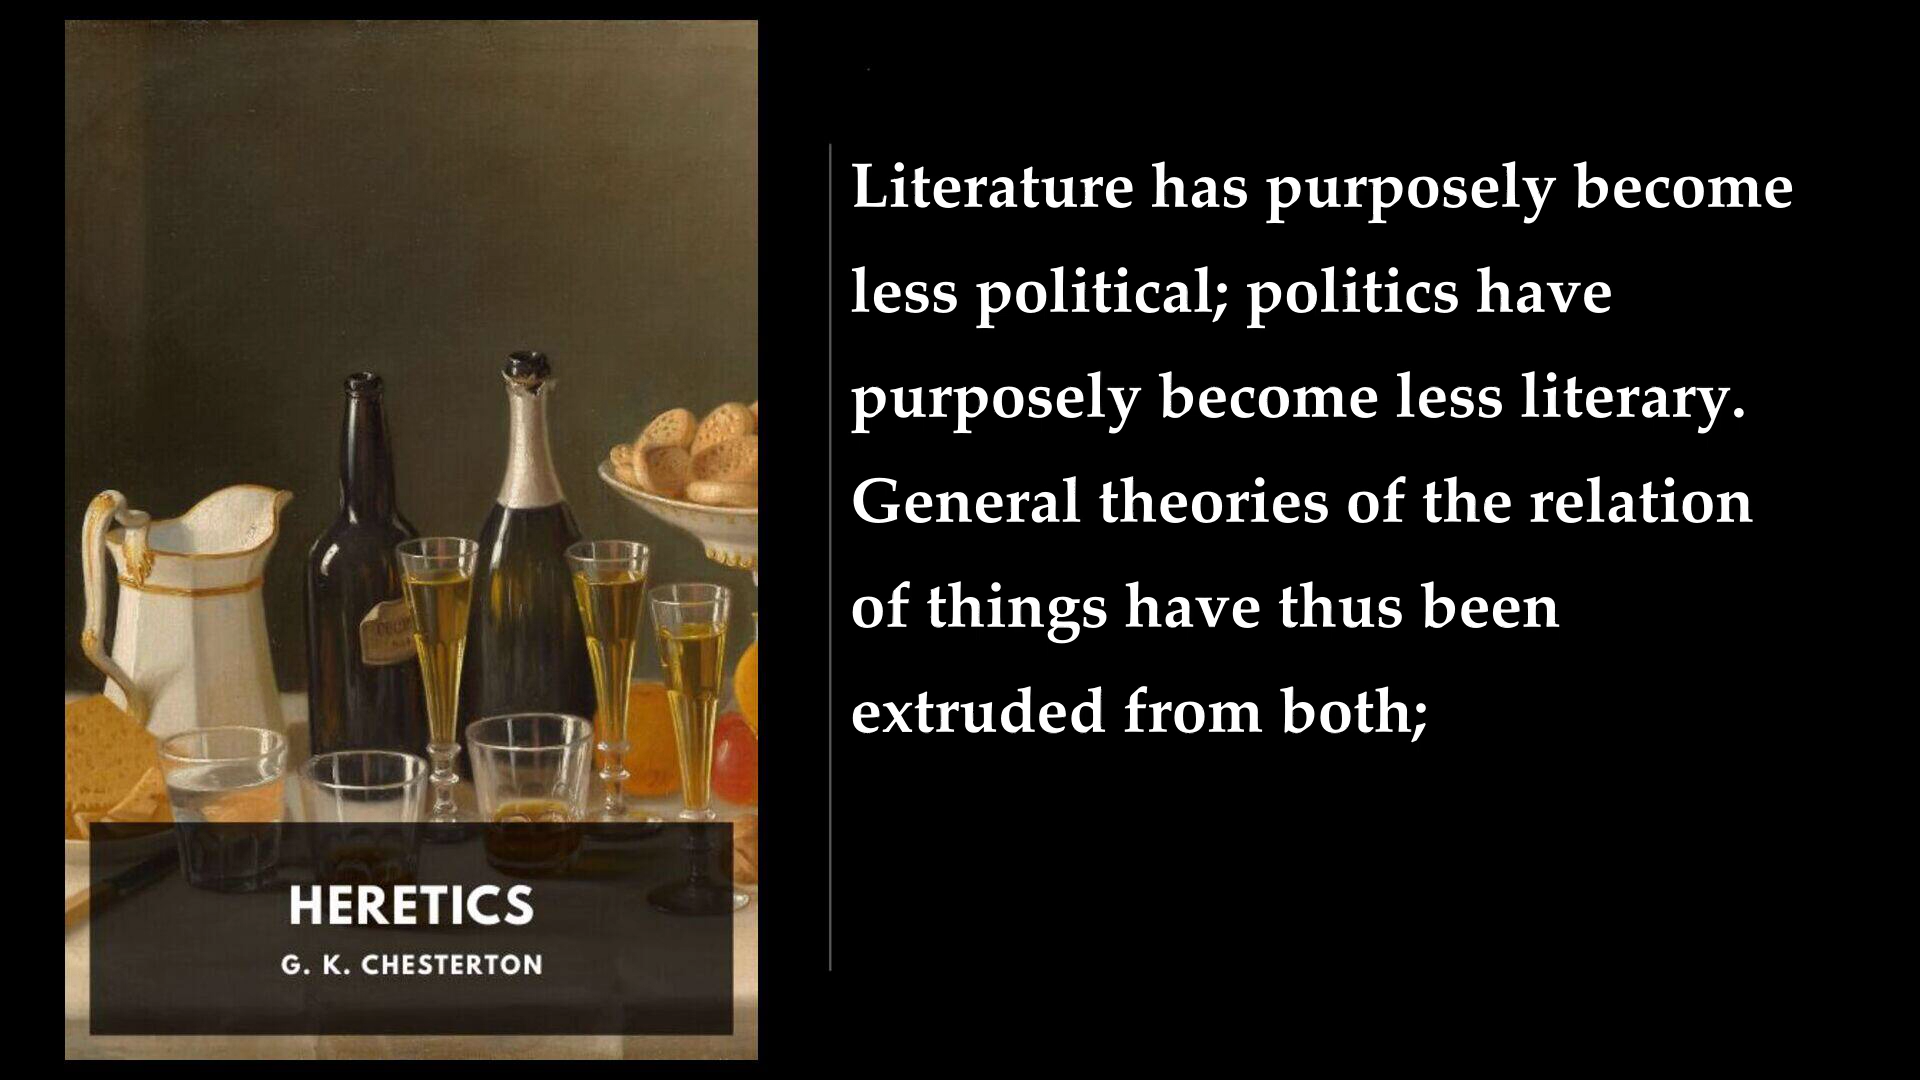 HERETICS
G. K. CHESTERTON
Literature has purposely become
less political; politics have
purposely become less literary.
General theories of the relation
of things have thus been
extruded from both;